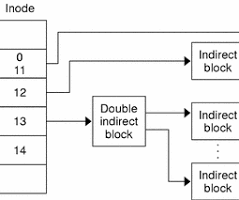 Inode
0
11
12
13
14
Indirect
block
Double
indirect
block
Indirect
block
Indirect
block